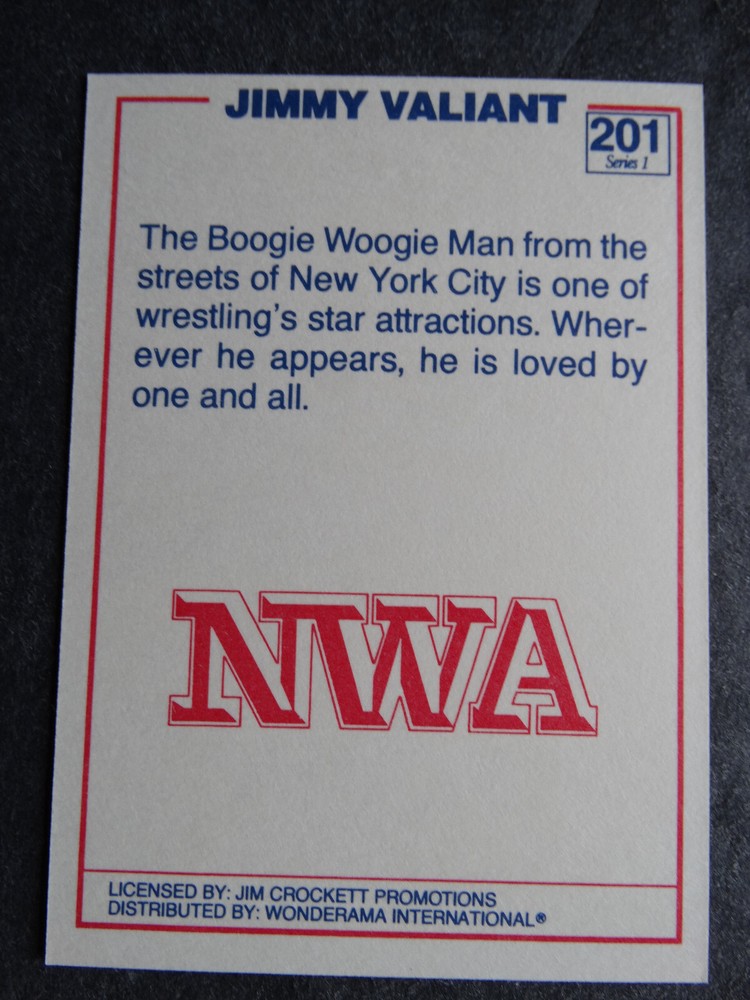 JIMMY VALIANT
201
Series 1
The Boogie Woogie Man from the
streets of New York City is one of
wrestling's star attractions. Wher-
ever he appears, he is loved by
one and all.
NWA
LICENSED BY: JIM CROCKETT PROMOTIONS
DISTRIBUTED BY: WONDERAMA INTERNATIONAL®